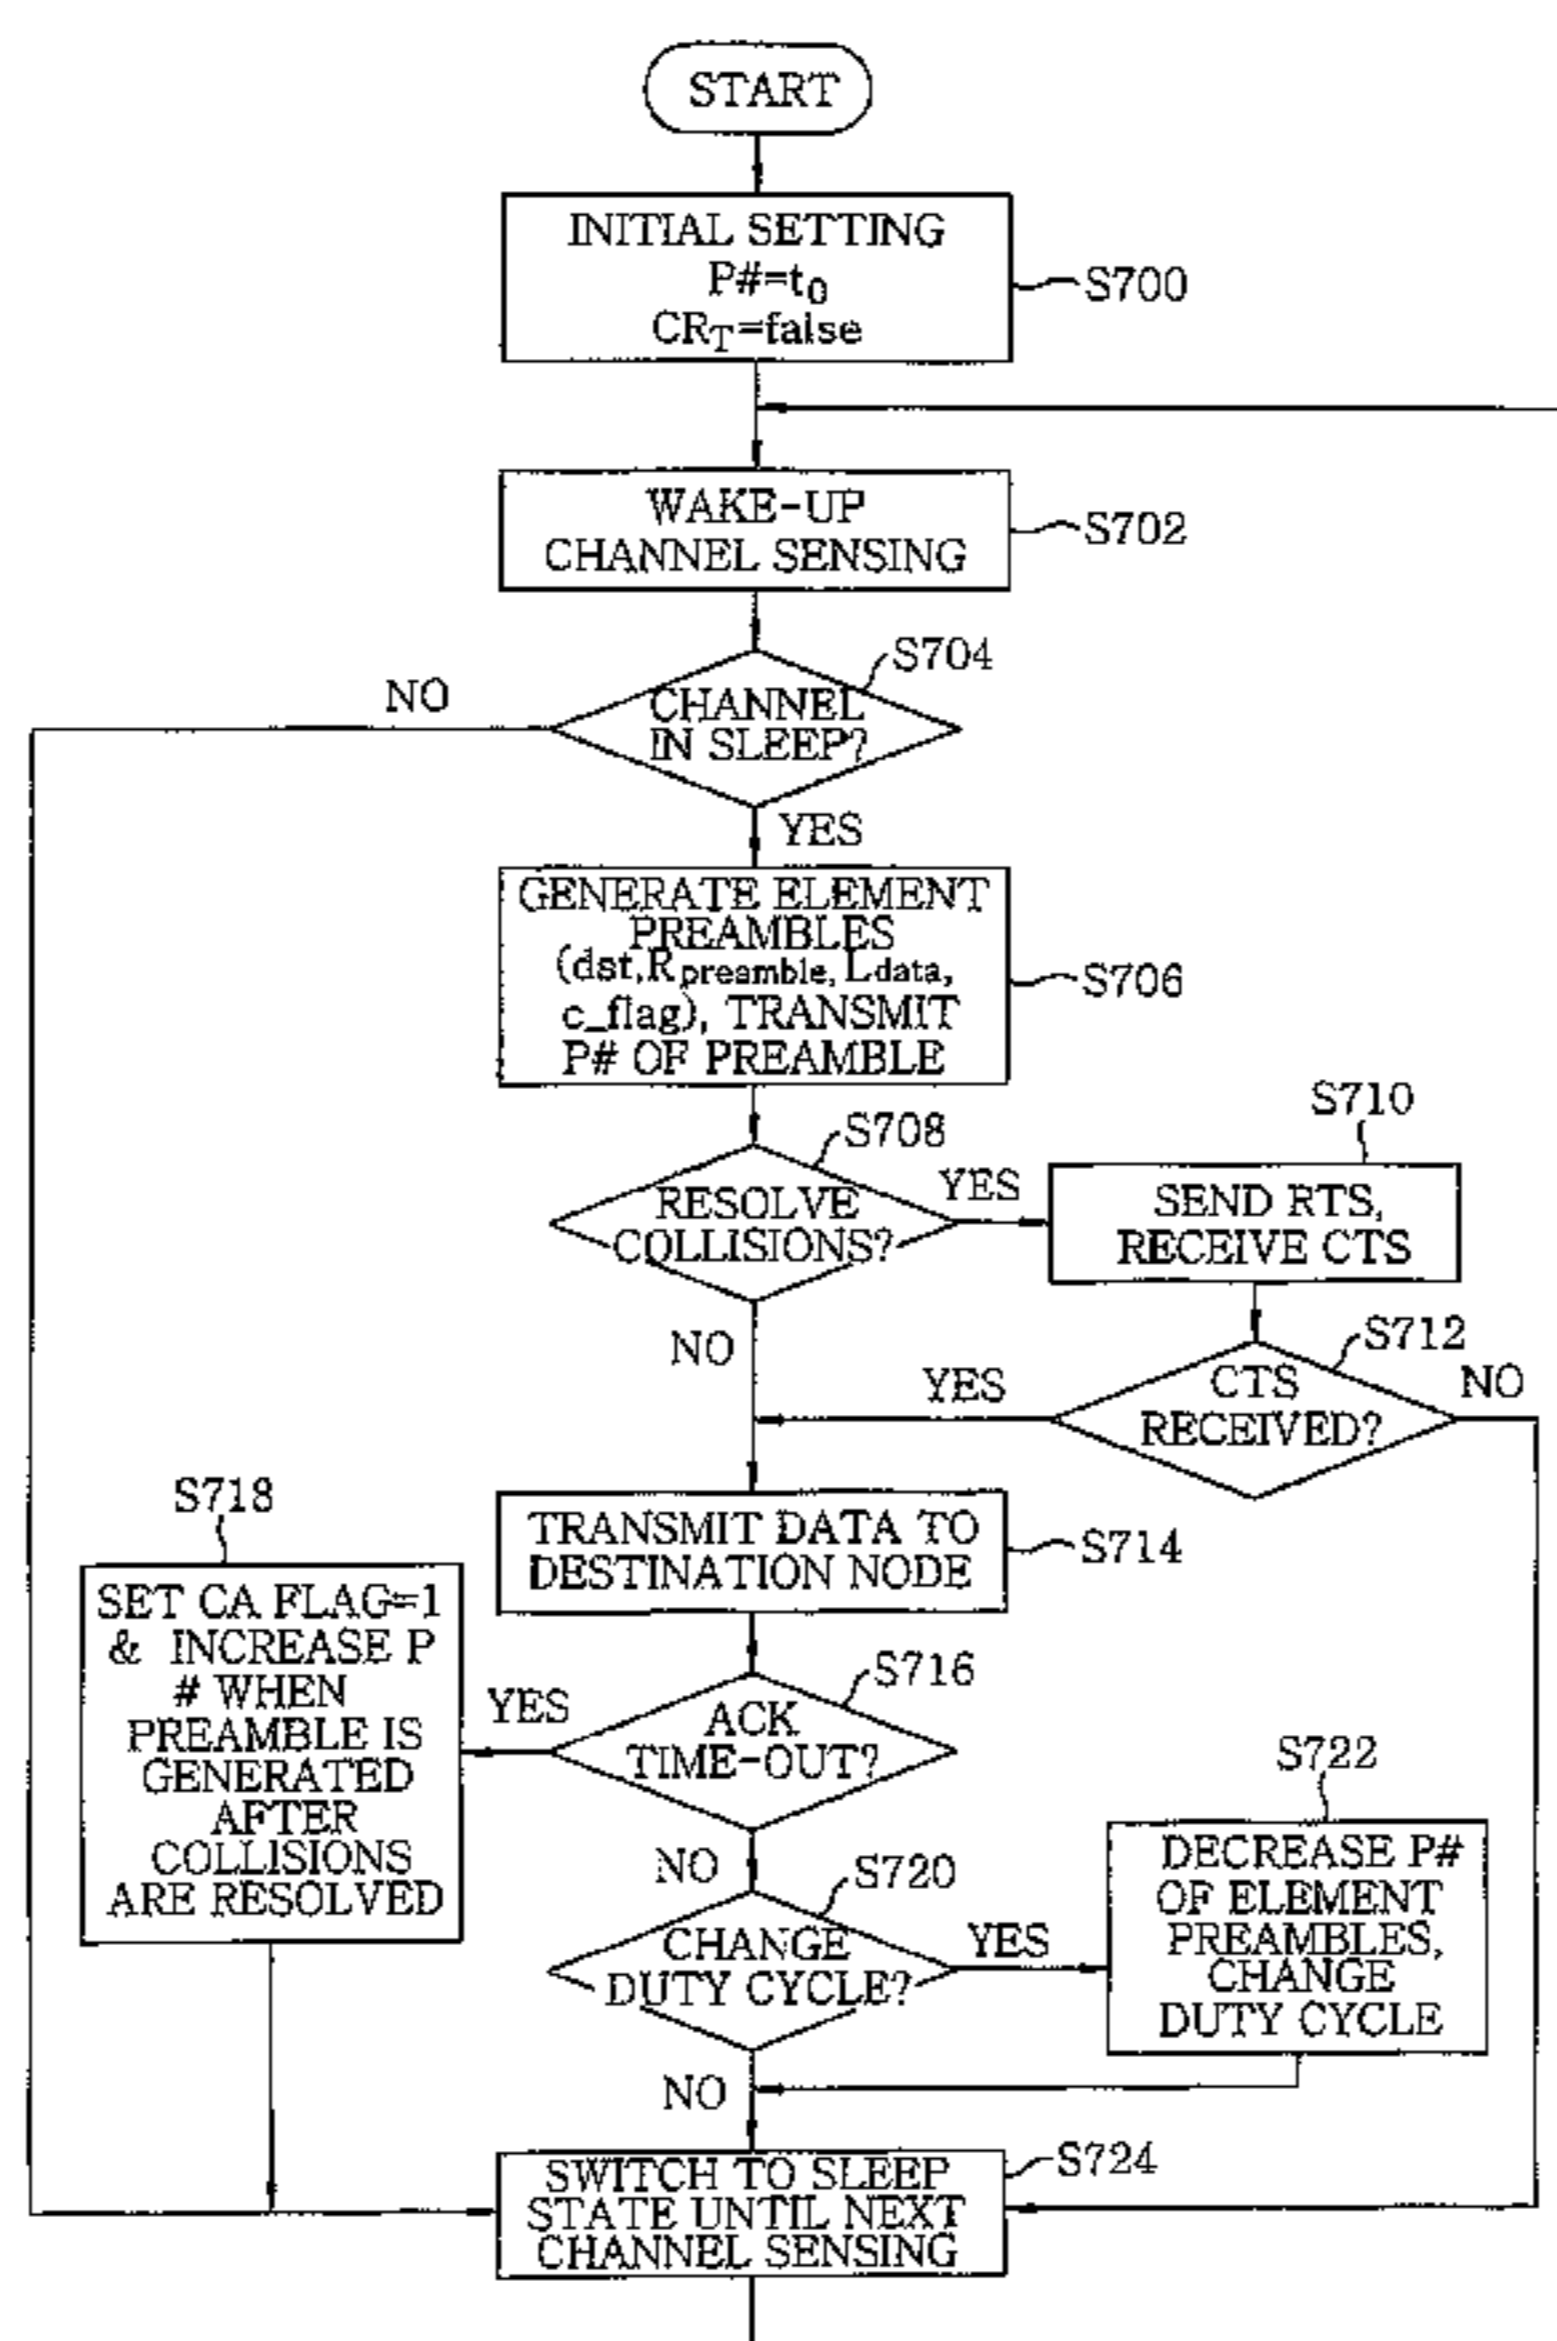 START
INITIAL SETTING
P#=t0
CRT=false
S700
WAKE-UP
CHANNEL SENSING
S702
S704
NO
CHANNEL
IN SLEEP?
YES
GENERATE ELEMENT
PREAMBLES
(dst,Rpreamble, Ldata,
c_flag), TRANSMIT
P# OF PREAMBLE
S706
S708
RESOLVE
COLLISIONS?
YES
S710
SEND RTS,
RECEIVE CTS
NO
S712
CTS
RECEIVED?
YES
NO
TRANSMIT DATA TO
DESTINATION NODE
S714
S718
SET CA FLAG=1
& INCREASE P
# WHEN
PREAMBLE IS
GENERATED
AFTER
COLLISIONS
ARE RESOLVED
S716
YES
ACK
TIME-OUT?
NO
S720
CHANGE
DUTY CYCLE?
YES
S722
DECREASE P#
OF ELEMENT
PREAMBLES,
CHANGE
DUTY CYCLE
NO
SWITCH TO SLEEP
STATE UNTIL NEXT
CHANNEL SENSING
S724